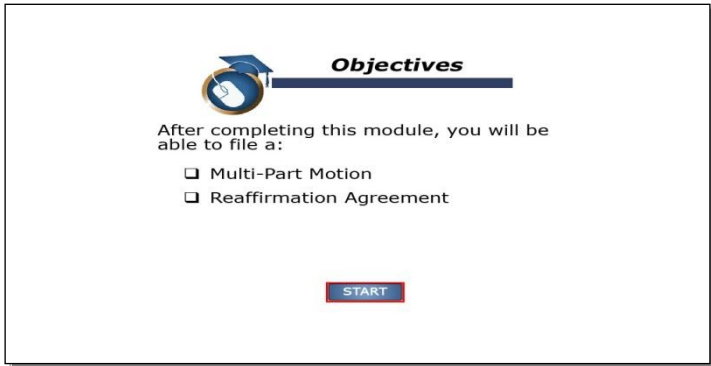 Objectives
After completing this module, you will be
able to file a:
❑ Multi-Part Motion
❑ Reaffirmation Agreement
START